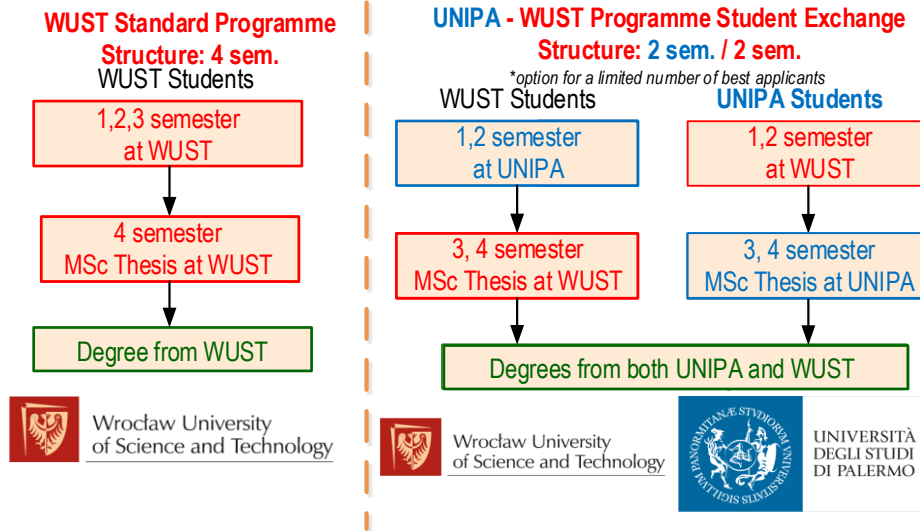 WUST Standard Programme
Structure: 4 sem.
WUST Students
1,2,3 semester
at WUST
4 semester
MSc Thesis at WUST
Degree from WUST
Wrocław University
of Science and Technology
UNIPA - WUST Programme Student Exchange
Structure: 2 sem. / 2 sem.
*option for a limited number of best applicants
WUST Students
1,2 semester
at UNIPA
3, 4 semester
MSc Thesis at WUST
UNIPA Students
1,2 semester
at WUST
3, 4 semester
MSc Thesis at UNIPA
Degrees from both UNIPA and WUST
Wrocław University
of Science and Technology
SIGILLVM PANORMITANÆ STVDIORVM VNIVERSITATIS
UNIVERSITÀ
DEGLI STUDI
DI PALERMO